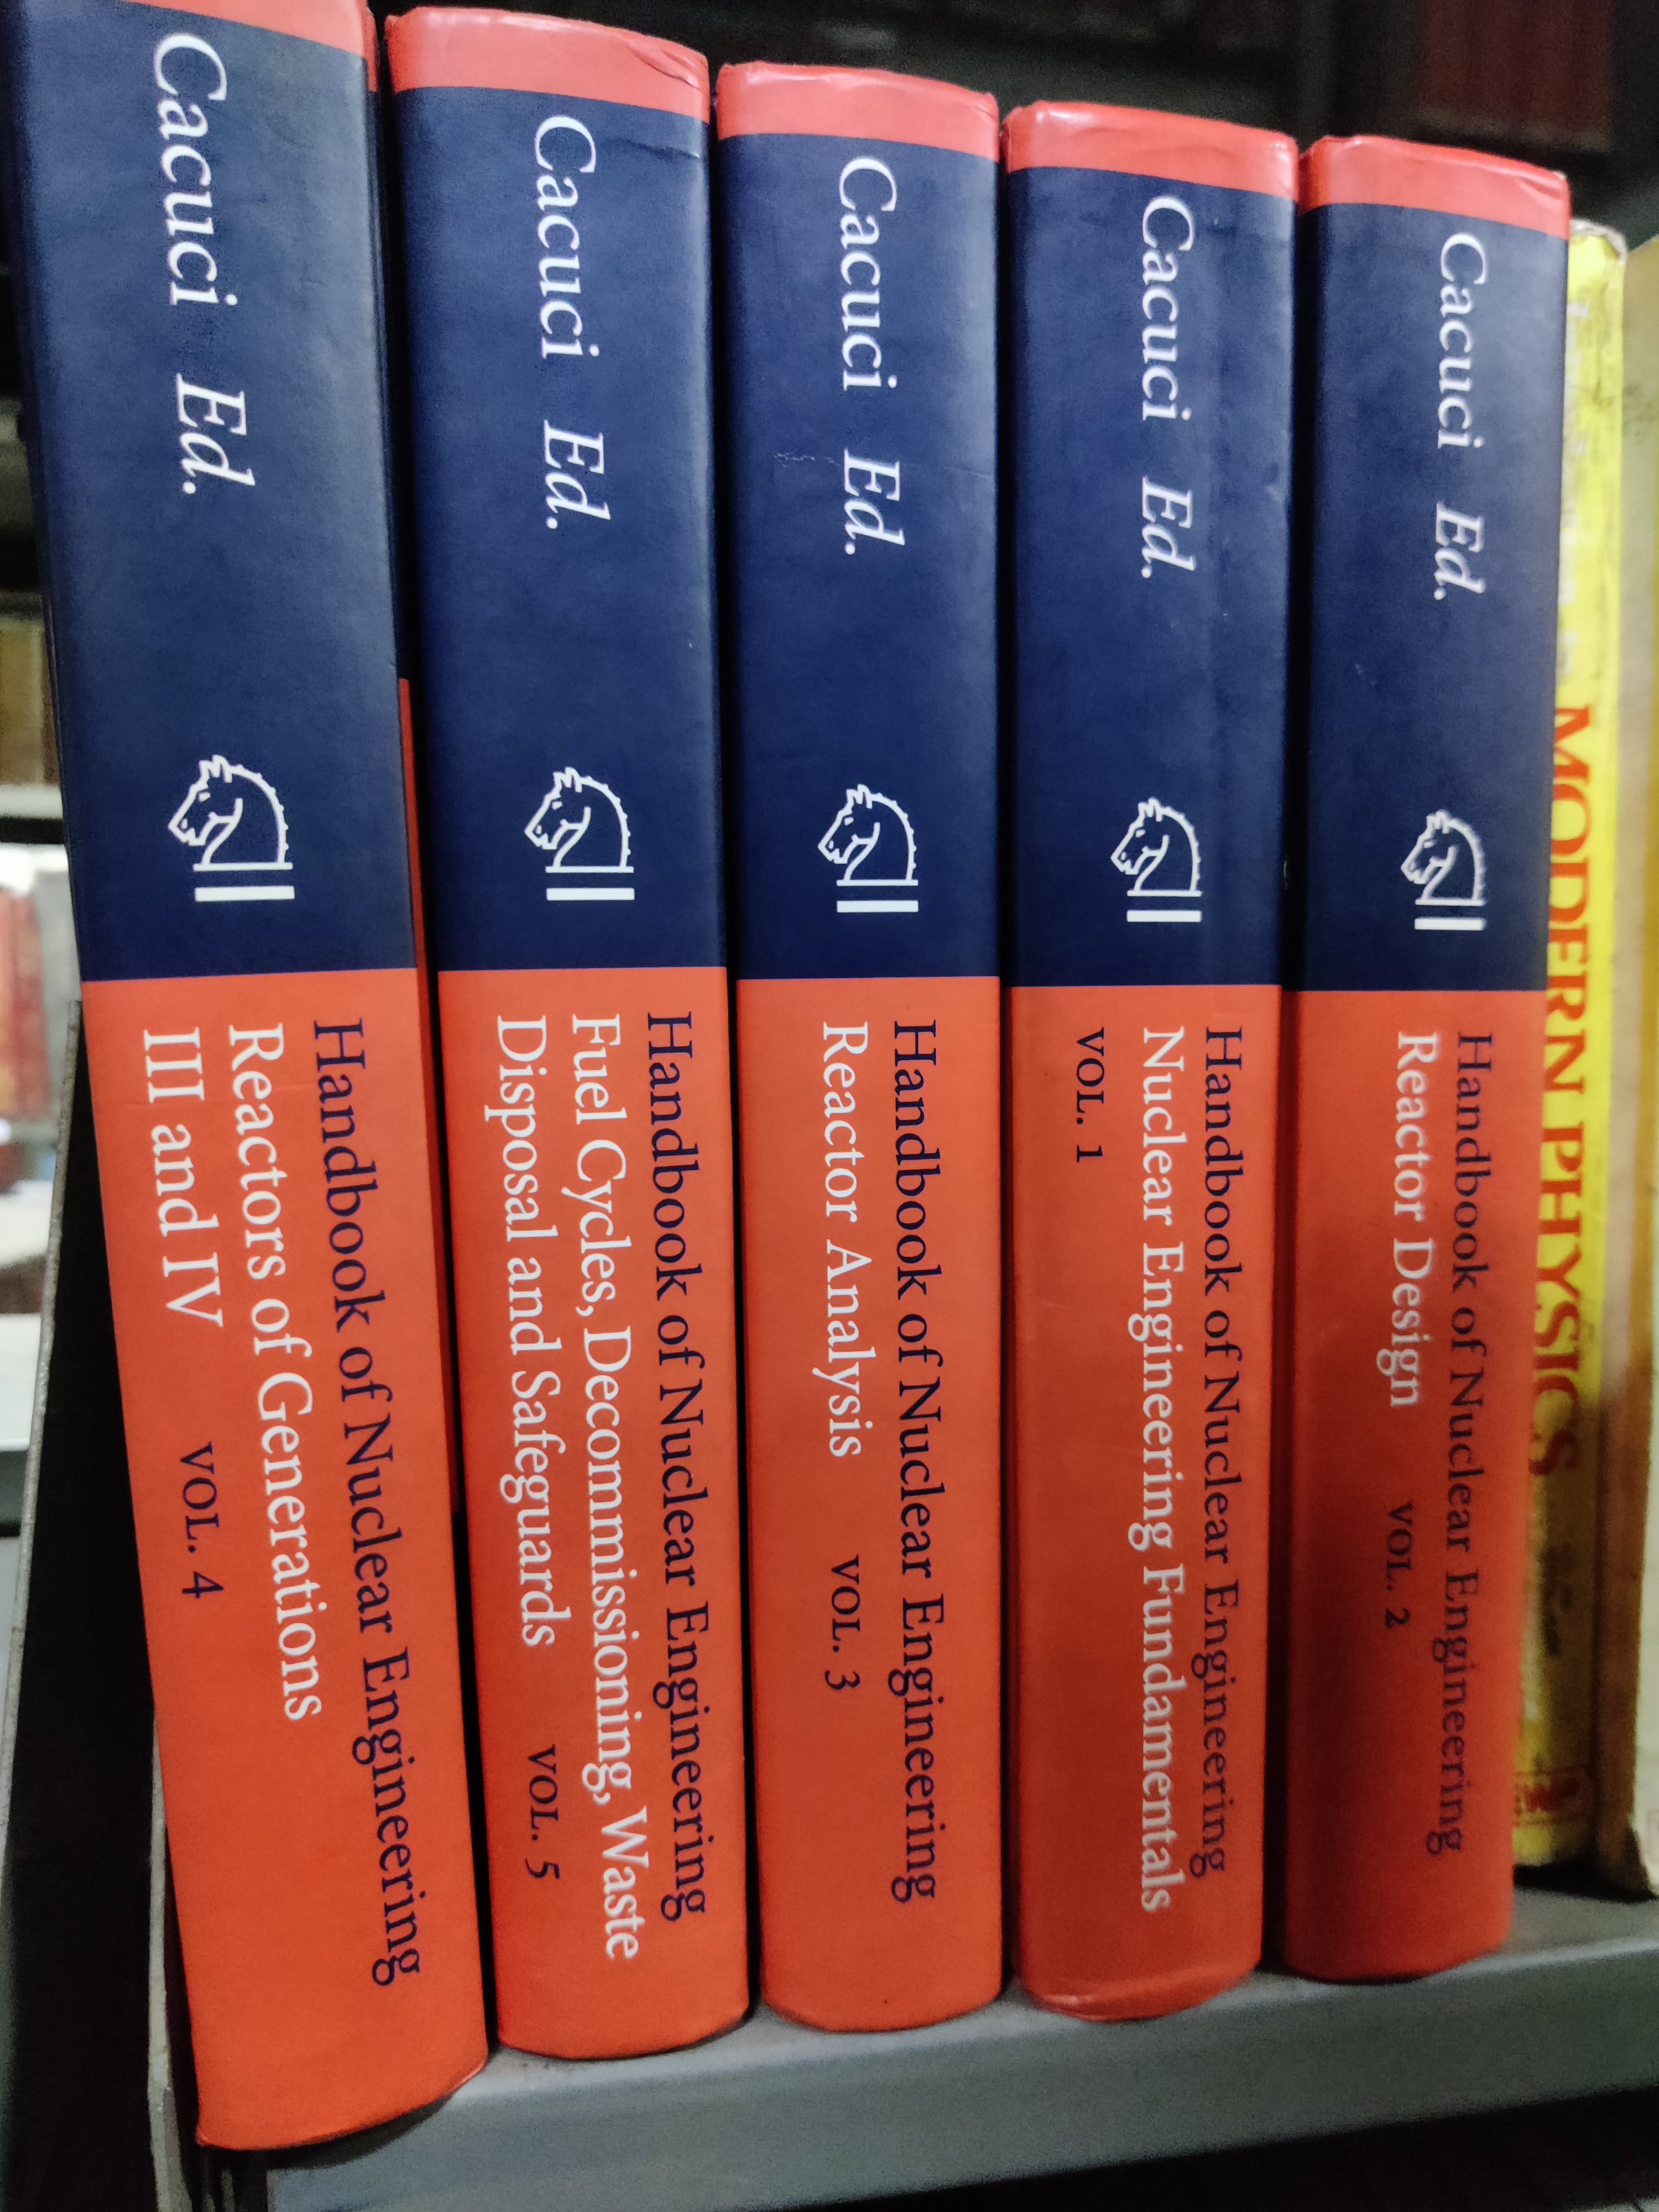 Cacuci Ed.
Handbook of Nuclear Engineering
Reactors of Generations
III and IV VOL. 4
Cacuci Ed.
Handbook of Nuclear Engineering
Fuel Cycles, Decommissioning, Waste
Disposal and Safeguards VOL. 5
Cacuci Ed.
Handbook of Nuclear Engineering
Reactor Analysis VOL. 3
Cacuci Ed.
Handbook of Nuclear Engineering
Nuclear Engineering Fundamentals
VOL. 1
Cacuci Ed.
Handbook of Nuclear Engineering
Reactor Design VOL. 2
MODERN PHYSICS